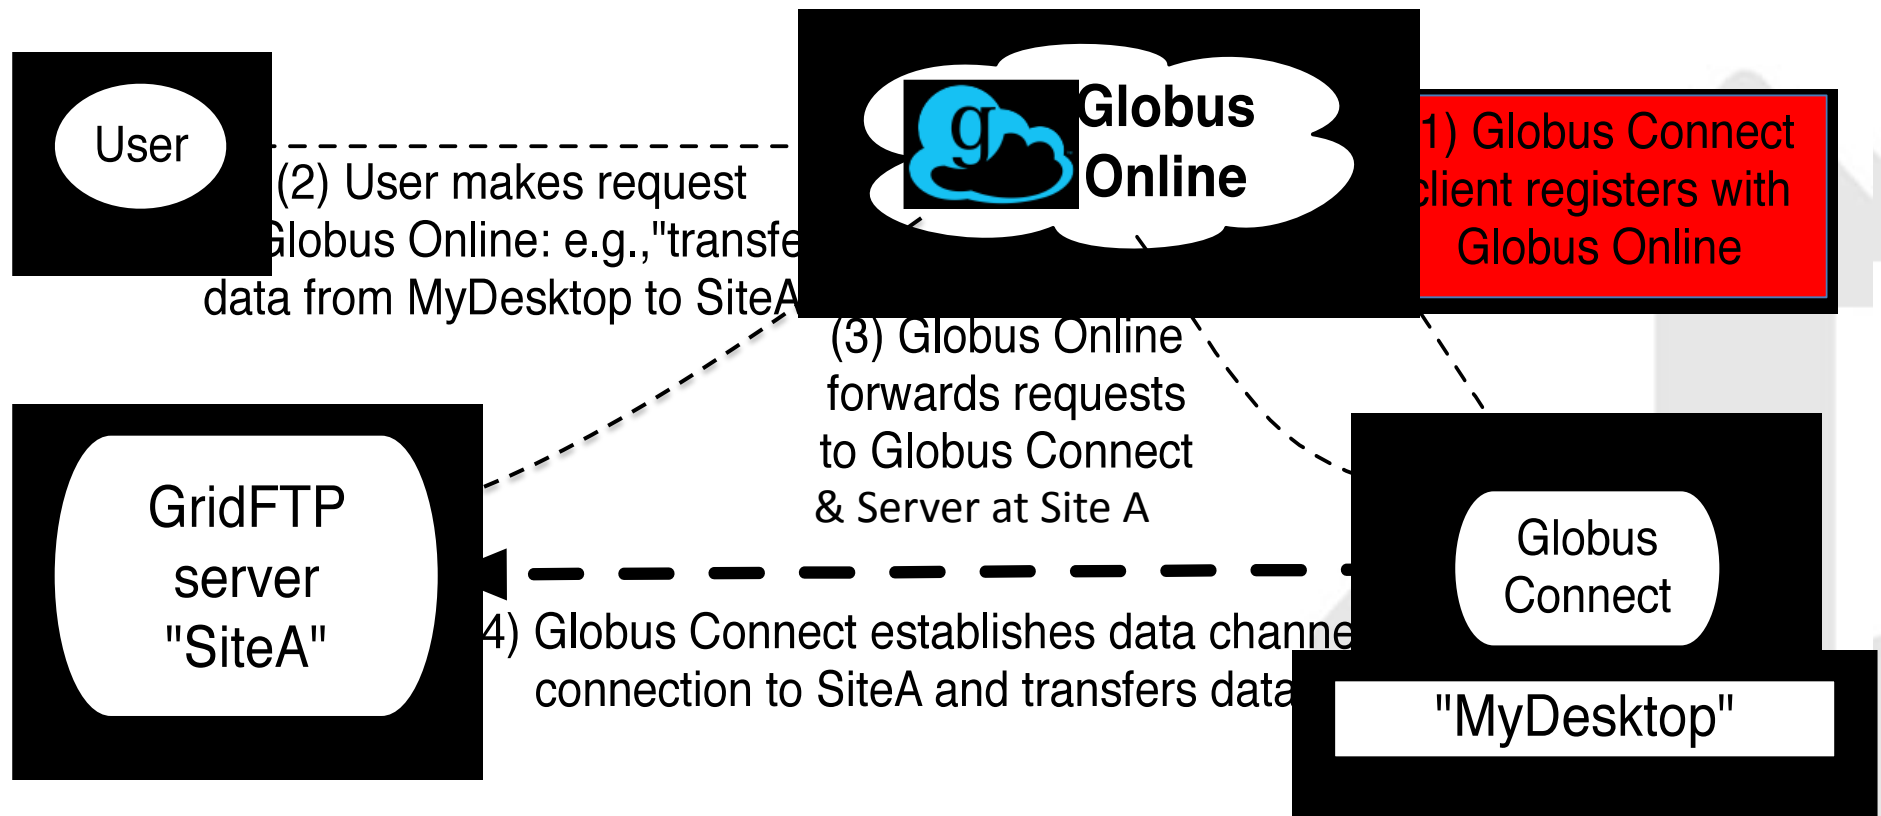 User
g
Globus
Online
1) Globus Connect
client registers with
Globus Online
(2) User makes request
Globus Online: e.g.,"transfe
data from MyDesktop to SiteA
(3) Globus Online
forwards requests
to Globus Connect
& Server at Site A
GridFTP
server
"SiteA"
4) Globus Connect establishes data channe
connection to SiteA and transfers data
Globus
Connect
"MyDesktop"